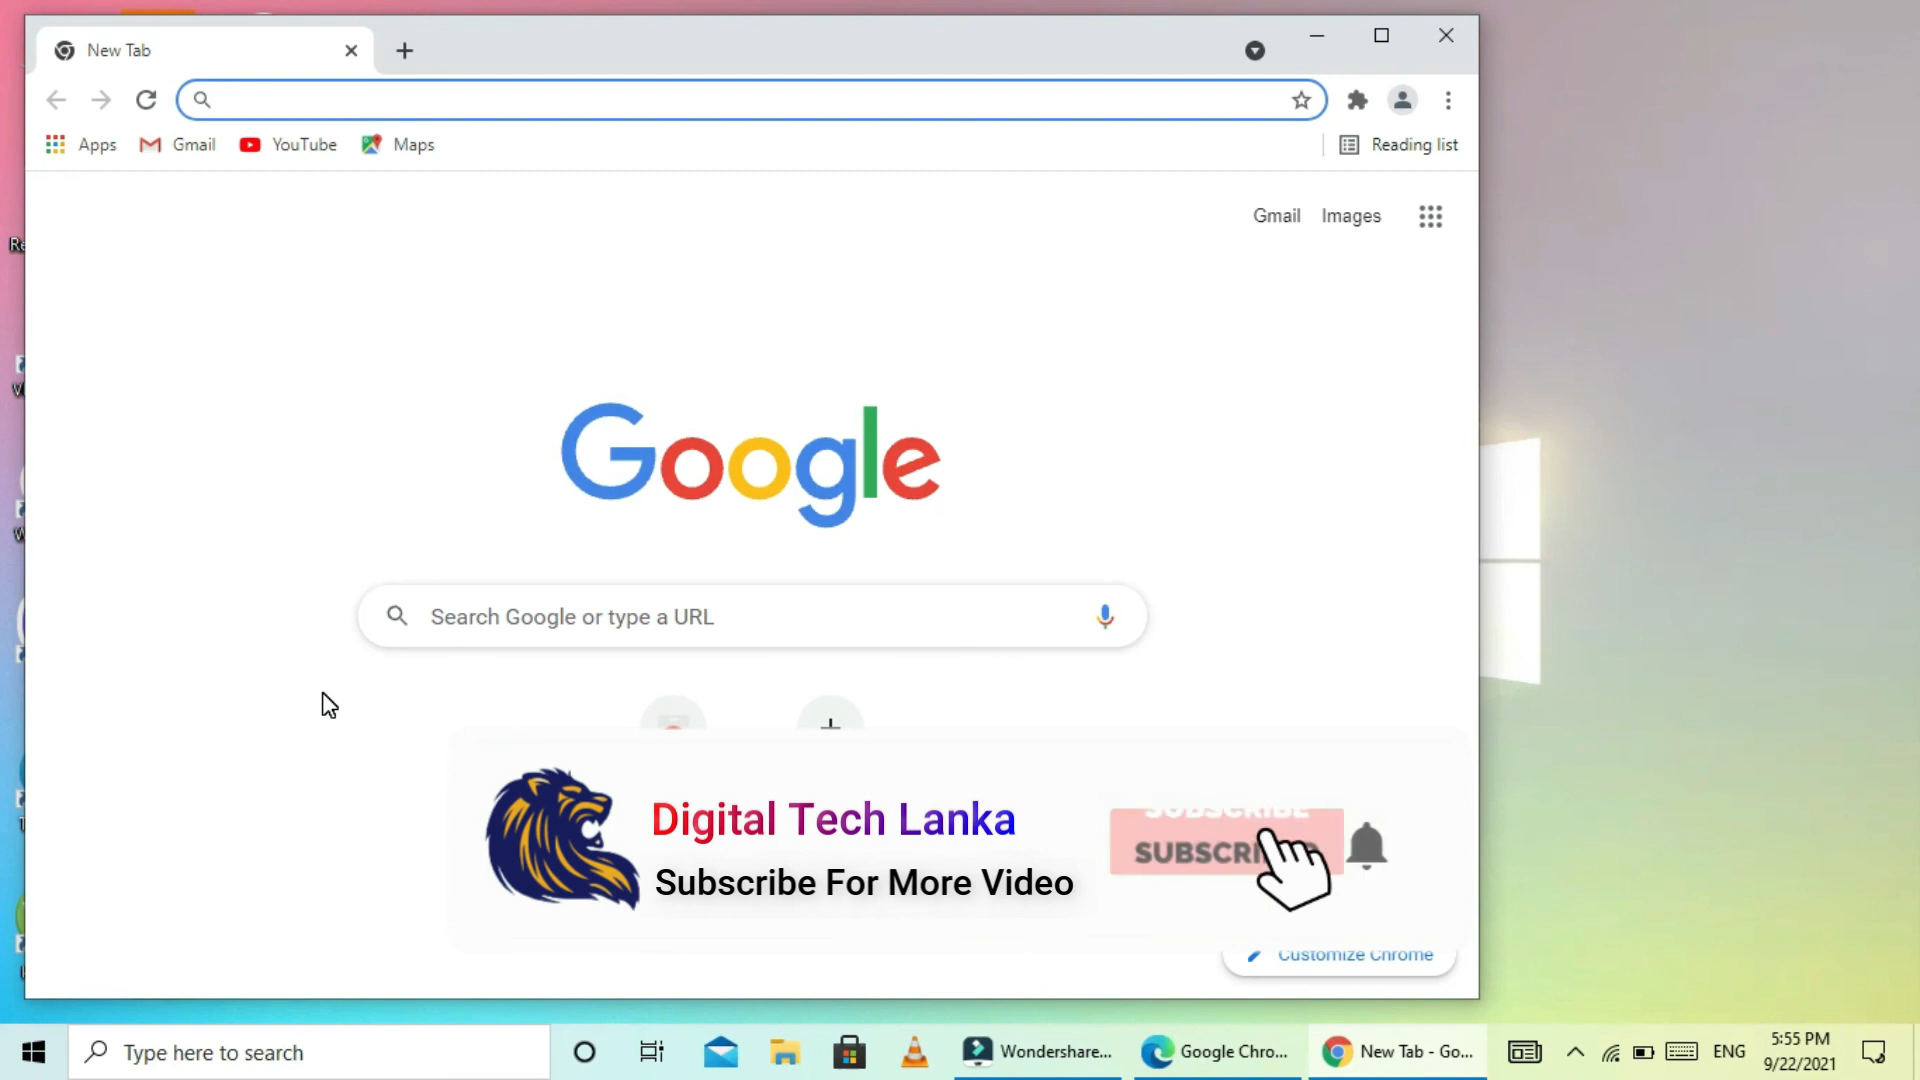 New Tab
Apps
Gmail
YouTube
Maps
Reading list
Gmail
Images
Google
Search Google or type a URL
Digital Tech Lanka
Subscribe For More Video
SUBSCRIBE
Customize Chrome
Type here to search
Wondershare...
Google Chro...
New Tab - Go...
ENG
5:55 PM
9/22/2021